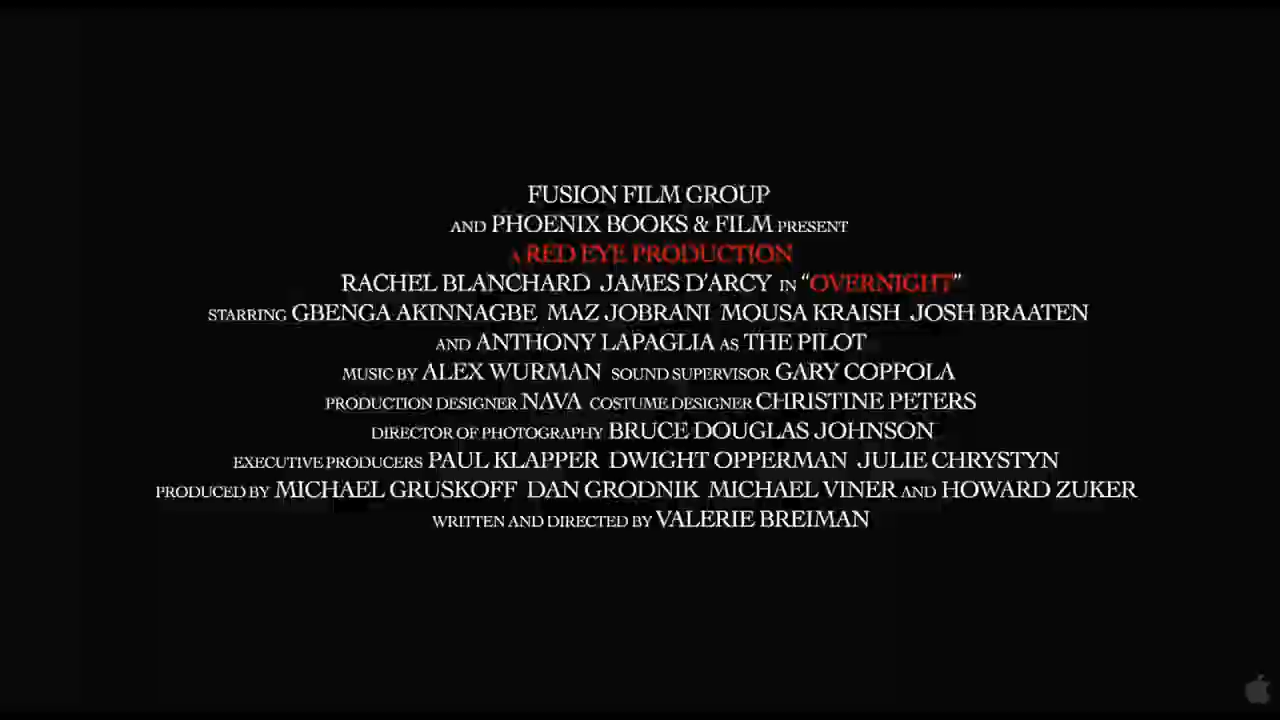 FUSION FILM GROUP
AND PHOENIX BOOKS & FILM PRESENT
A RED EYE PRODUCTION
RACHEL BLANCHARD JAMES D'ARCY IN “OVERNIGHT”
STARRING GBENGA AKINNAGBE MAZ JOBRANI MOUSA KRAISH JOSH BRAATEN
AND ANTHONY LAPAGLIA AS THE PILOT
MUSIC BY ALEX WURMAN SOUND SUPERVISOR GARY COPPOLA
PRODUCTION DESIGNER NAVA COSTUME DESIGNER CHRISTINE PETERS
DIRECTOR OF PHOTOGRAPHY BRUCE DOUGLAS JOHNSON
EXECUTIVE PRODUCERS PAUL KLAPPER DWIGHT OPPERMAN JULIE CHRYSTYN
PRODUCED BY MICHAEL GRUSKOFF DAN GRODNIK MICHAEL VINER AND HOWARD ZUKER
WRITTEN AND DIRECTED BY VALERIE BREIMAN